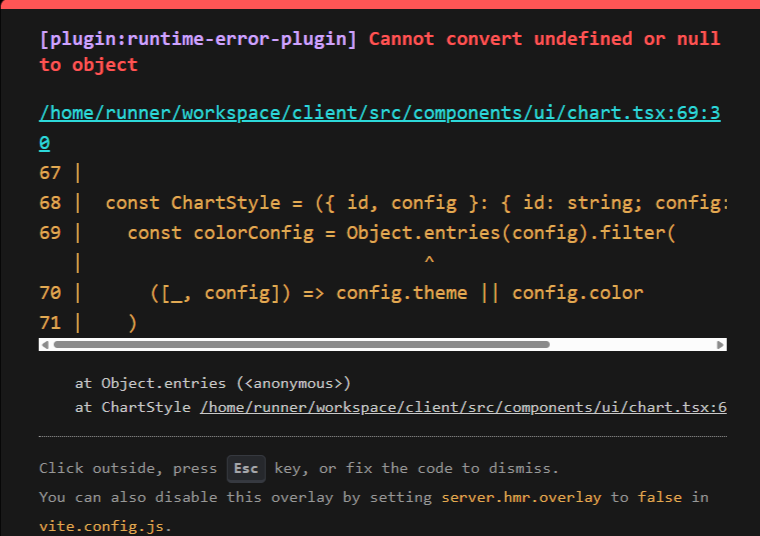 [plugin:runtime-error-plugin] Cannot convert undefined or null
to object
/home/runner/workspace/client/src/components/ui/chart.tsx:69:3
0
67 |
68 |  const ChartStyle = ({ id, config }: { id: string; config:
69 |    const colorConfig = Object.entries(config).filter(
   |                               ^
70 |      ([_, config]) => config.theme || config.color
71 |    )
at Object.entries (<anonymous>)
at ChartStyle /home/runner/workspace/client/src/components/ui/chart.tsx:6
Click outside, press Esc key, or fix the code to dismiss.
You can also disable this overlay by setting server.hmr.overlay to false in
vite.config.js.